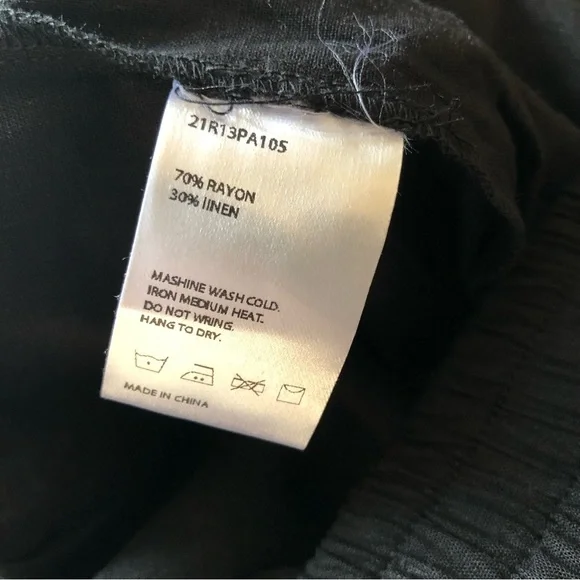 21R13PA105
70% RAYON
30% lINEN
MASHINE WASH COLD.
IRON MEDIUM HEAT.
DO NOT WRING.
HANG TO DRY.
MADE IN CHINA